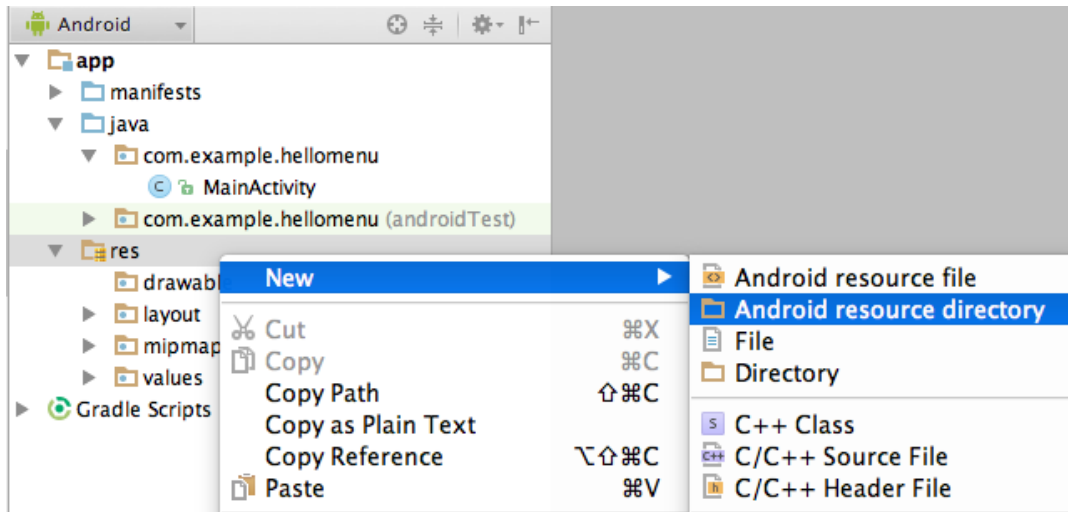 Android
app
manifests
java
com.example.hellomenu
C MainActivity
com.example.hellomenu (androidTest)
res
drawabl
layout
mipmap
values
Gradle Scripts
New
Cut ⌘X
Copy ⌘C
Copy Path ⇧⌘C
Copy as Plain Text
Copy Reference ⌥⇧⌘C
Paste ⌘V
Android resource file
Android resource directory
File
Directory
S C++ Class
C++ C/C++ Source File
h C/C++ Header File